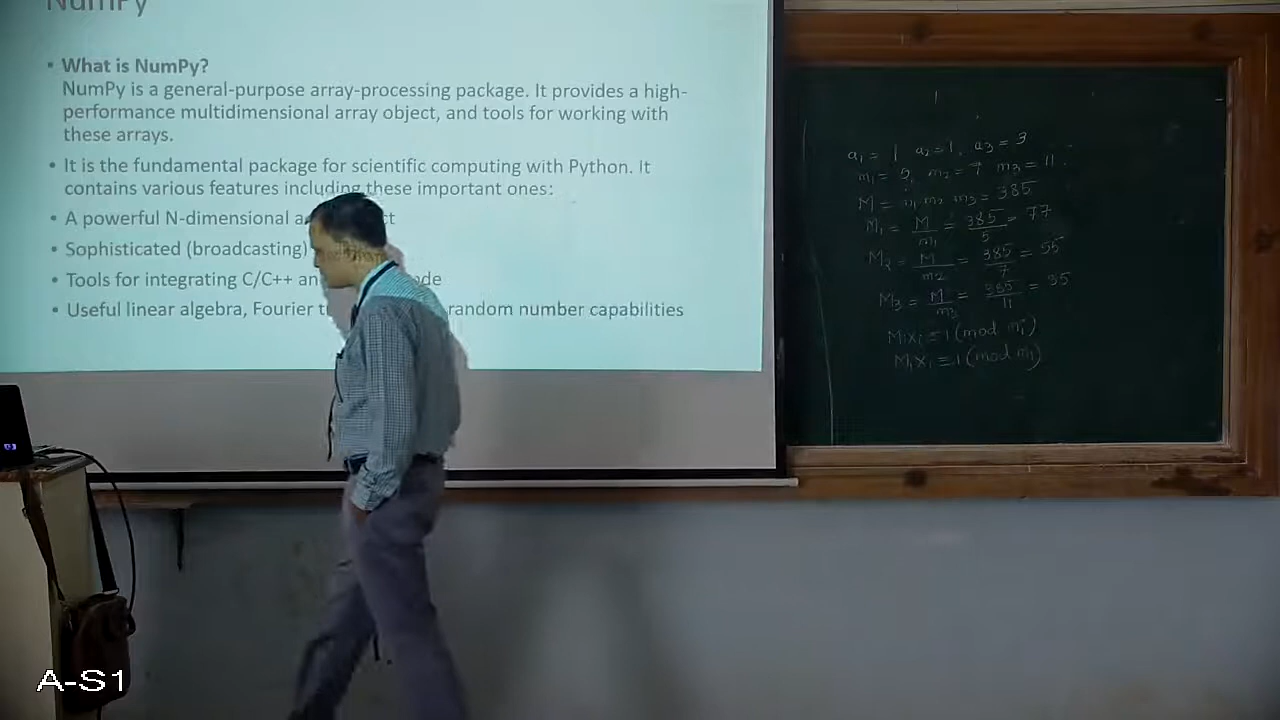 NumPy
• What is NumPy?
NumPy is a general-purpose array-processing package. It provides a high-
performance multidimensional array object, and tools for working with
these arrays.
• It is the fundamental package for scientific computing with Python. It
contains various features including these important ones:
• A powerful N-dimensional
• Sophisticated (broadcasting)
• Tools for integrating C/C++
• Useful linear algebra, Fourier random number capabilities
a₁ = 1 a₂ = 1, a₃ = 3
m₁ = 5, m₂ = 7 m₃ = 11
M = m₁ m₂ m₃ = 385
M₁ = M/m₁ = 385/5 = 77
M₂ = M/m₂ = 385/7 = 55
M₃ = M/m₃ = 385/11 = 35
Mᵢxᵢ ≡ 1 (mod mᵢ)
M₁x₁ ≡ 1 (mod m₁)
A-S1